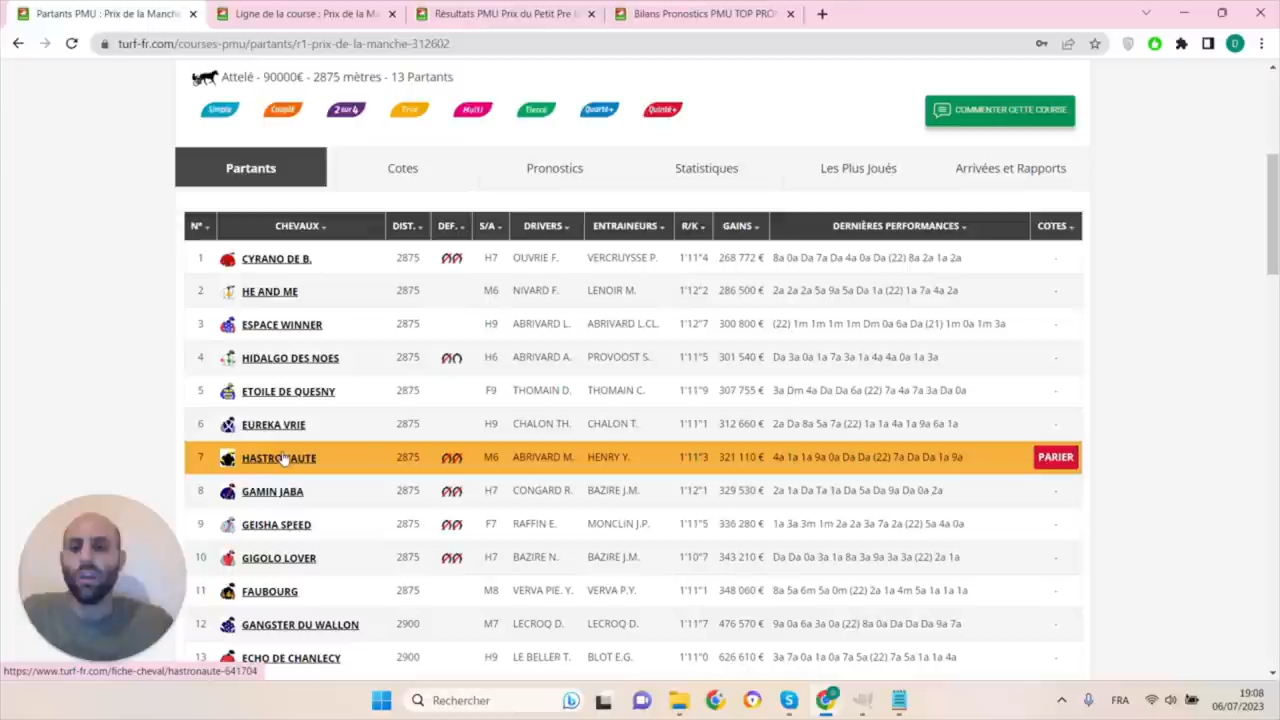 Partants PMU : Prix de la Manche
Ligne de la course : Prix de la Ma
Résultats PMU Prix du Petit Pre
Bilans Pronostics PMU TOP PRO
turf-fr.com/courses-pmu/partants/r1-prix-de-la-manche-312602
D
Attelé - 90000€ - 2875 mètres - 13 Partants
Simple Couplé 2 sur 4 Trio Multi Tiercé Quarté+ Quinté+
COMMENTER CETTE COURSE
Partants Cotes Pronostics Statistiques Les Plus Joués Arrivées et Rapports
N° CHEVAUX DIST. DEF. S/A DRIVERS ENTRAINEURS R/K GAINS DERNIÈRES PERFORMANCES COTES
1 CYRANO DE B. 2875 H7 OUVRIE F. VERCRUYSSE P. 1'11"4 268 772 € 8a 0a Da 7a Da 4a 0a Da (22) 8a 2a 1a 2a -
2 HE AND ME 2875 M6 NIVARD F. LENOIR M. 1'12"2 286 500 € 2a 2a 2a 5a 9a 5a Da 1a (22) 1a 7a 4a 2a -
3 ESPACE WINNER 2875 H9 ABRIVARD L. ABRIVARD L.CL. 1'12"7 300 800 € (22) 1m 1m 1m 1m Dm 0a 6a Da (21) 1m 0a 1m 3a -
4 HIDALGO DES NOES 2875 H6 ABRIVARD A. PROVOOST S. 1'11"5 301 540 € Da 3a 0a 1a 7a 3a 1a 4a 4a 0a 1a 3a -
5 ETOILE DE QUESNY 2875 F9 THOMAIN D. THOMAIN C. 1'11"9 307 755 € 3a Dm 4a Da Da 6a (22) 7a 4a 7a 3a Da 0a -
6 EUREKA VRIE 2875 H9 CHALON TH. CHALON T. 1'11"1 312 660 € 2a Da 8a 5a 7a (22) 1a 1a 4a 1a 9a 6a 1a -
7 HASTRONAUTE 2875 M6 ABRIVARD M. HENRY Y. 1'11"3 321 110 € 4a 1a 1a 9a 0a Da Da (22) 7a Da Da 1a 9a PARIER
8 GAMIN JABA 2875 H7 CONGARD R. BAZIRE J.M. 1'12"1 329 530 € 2a 1a Da Ta 1a Da 5a Da 9a Da 0a 2a -
9 GEISHA SPEED 2875 F7 RAFFIN E. MONCLIN J.P. 1'11"5 336 280 € 1a 3a 3m 1m 2a 2a 3a 7a 2a (22) 5a 4a 0a -
10 GIGOLO LOVER 2875 H7 BAZIRE N. BAZIRE J.M. 1'10"7 343 210 € Da Da 0a 3a 1a 8a 3a 9a 3a 3a (22) 2a 1a -
11 FAUBOURG 2875 M8 VERVA PIE. Y. VERVA P.Y. 1'11"1 348 060 € 8a 5a 6m 5a 0m (22) 2a 1a 4m 5a 1a 1a 1a -
12 GANGSTER DU WALLON 2900 M7 LECROQ D. LECROQ D. 1'11"7 476 570 € 9a 0a 6a 3a 0a (22) 8a 0a Da Da Da 9a 7a -
13 ECHO DE CHANLECY 2900 H9 LE BELLER T. BLOT E.G. 1'11"0 626 610 € 3a 7a 0a 1a 0a 7a 5a (22) 7a 5a 1a 1a 4a -
https://www.turf-fr.com/fiche-cheval/hastronaute-641704
Rechercher
FRA
19:08
06/07/2023